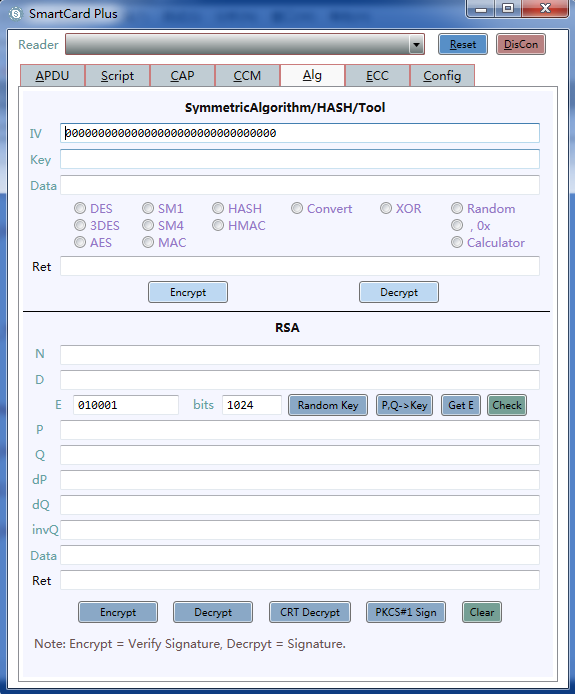 SmartCard Plus
Reader Reset DisCon
APDU Script CAP CCM Alg ECC Config
SymmetricAlgorithm/HASH/Tool
IV 00000000000000000000000000000000
Key
Data
DES SM1 HASH Convert XOR Random
3DES SM4 HMAC , 0x
AES MAC Calculator
Ret
Encrypt Decrypt
RSA
N
D
E 010001 bits 1024 Random Key P,Q->Key Get E Check
P
Q
dP
dQ
invQ
Data
Ret
Encrypt Decrypt CRT Decrypt PKCS#1 Sign Clear
Note: Encrypt = Verify Signature, Decrpyt = Signature.